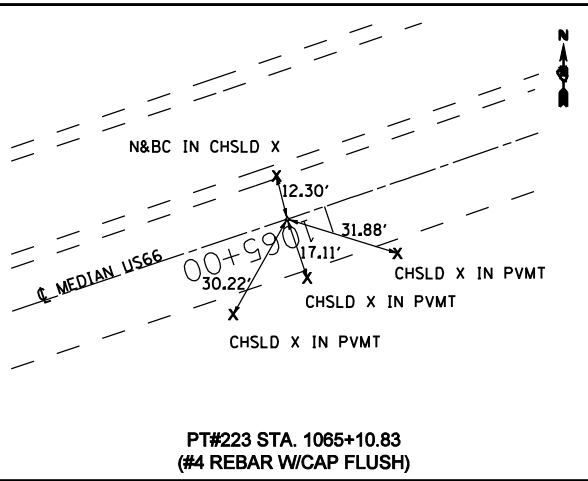 N
N&BC IN CHSLD X
12.30'
31.88'
1065+00
17.11'
CHSLD X IN PVMT
℄ MEDIAN US66
30.22'
CHSLD X IN PVMT
CHSLD X IN PVMT
PT#223 STA. 1065+10.83
(#4 REBAR W/CAP FLUSH)